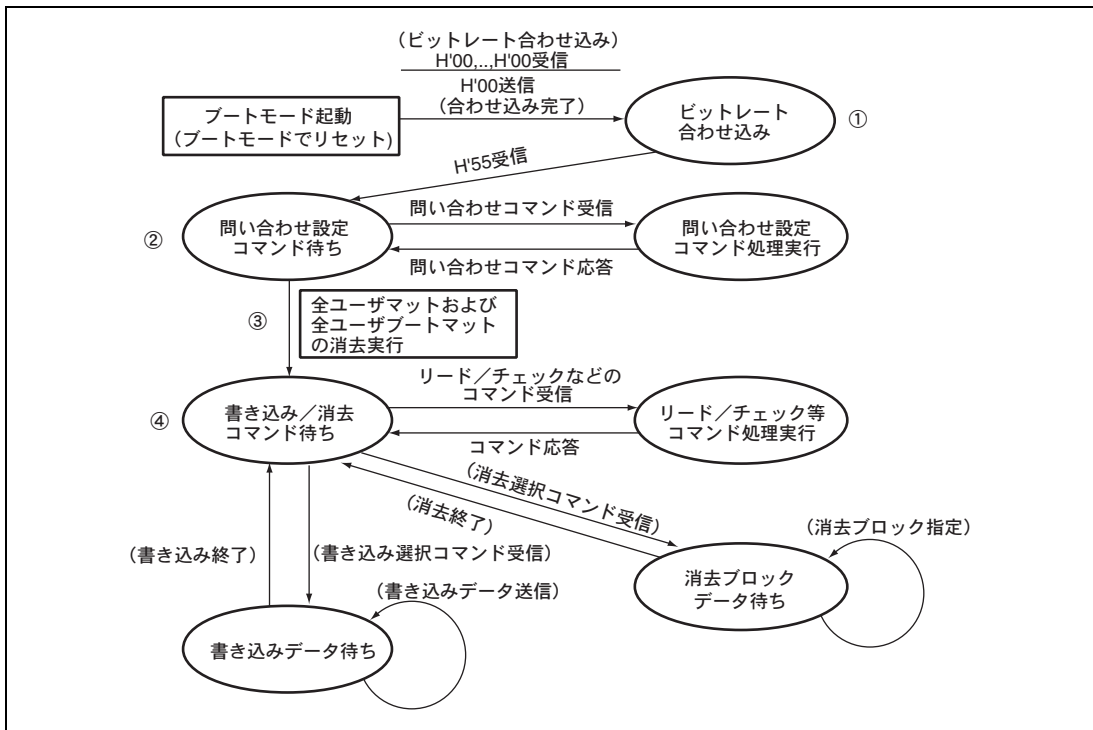 (ビットレート合わせ込み)
H'00,..,H'00受信
H'00送信
(合わせ込み完了)
ブートモード起動
(ブートモードでリセット)
ビットレート
合わせ込み
①
H'55受信
②
問い合わせ設定
コマンド待ち
問い合わせコマンド受信
問い合わせコマンド応答
問い合わせ設定
コマンド処理実行
③
全ユーザマットおよび
全ユーザブートマット
の消去実行
④
書き込み/消去
コマンド待ち
リード/チェックなどの
コマンド受信
コマンド応答
リード/チェック等
コマンド処理実行
(消去選択コマンド受信)
(消去終了)
(消去ブロック指定)
消去ブロック
データ待ち
(書き込み終了)
(書き込み選択コマンド受信)
(書き込みデータ送信)
書き込みデータ待ち